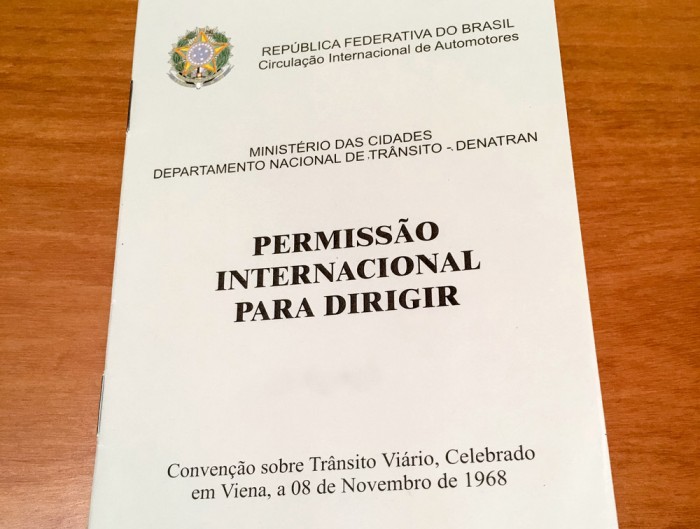 REPÚBLICA FEDERATIVA DO BRASIL
Circulação Internacional de Automotores
MINISTÉRIO DAS CIDADES
DEPARTAMENTO NACIONAL DE TRÂNSITO - DENATRAN
PERMISSÃO
INTERNACIONAL
PARA DIRIGIR
Convenção sobre Trânsito Viário, Celebrado
em Viena, a 08 de Novembro de 1968